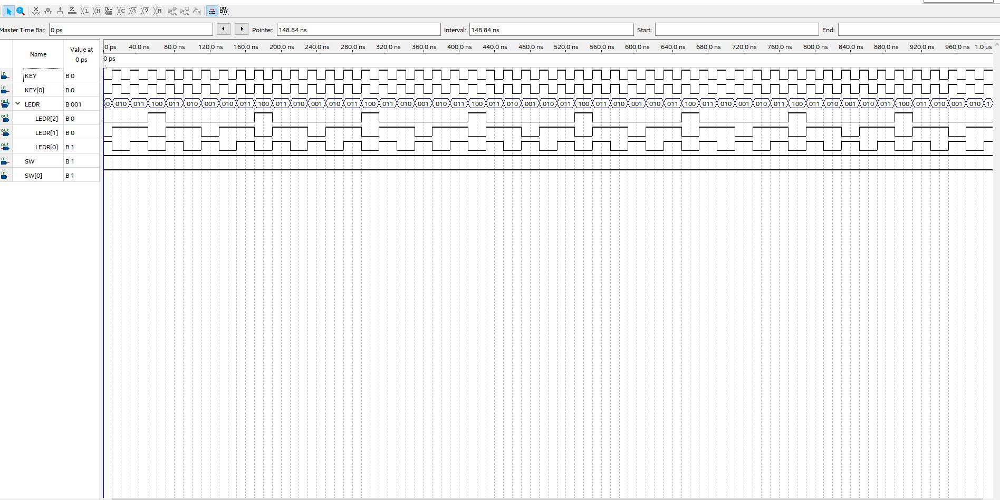 Master Time Bar: 0 ps Pointer: 148.84 ns Interval: 148.84 ns Start: End:
Name Value at 0 ps
0 ps 40.0 ns 80.0 ns 120.0 ns 160.0 ns 200.0 ns 240.0 ns 280.0 ns 320.0 ns 360.0 ns 400.0 ns 440.0 ns 480.0 ns 520.0 ns 560.0 ns 600.0 ns 640.0 ns 680.0 ns 720.0 ns 760.0 ns 800.0 ns 840.0 ns 880.0 ns 920.0 ns 960.0 ns 1.0 us
0 ps
in KEY B 0
in KEY[0] B 0
out LEDR B 001 0 010 011 100 011 010 001 010 011 100 011 010 001 010 011 100 011 010 001 010 011 100 011 010 001 010 011 100 011 010 001 010 011 100 011 010 001 010 011 100 011 010 001 010 011 100 011 010 001 010 1
out LEDR[2] B 0
out LEDR[1] B 0
out LEDR[0] B 1
in SW B 1
in SW[0] B 1